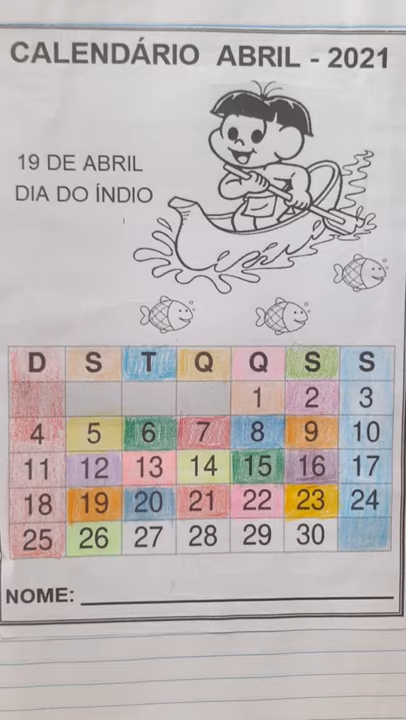 CALENDÁRIO ABRIL - 2021
19 DE ABRIL
DIA DO ÍNDIO
D S T Q Q S S
1 2 3
4 5 6 7 8 9 10
11 12 13 14 15 16 17
18 19 20 21 22 23 24
25 26 27 28 29 30
NOME: